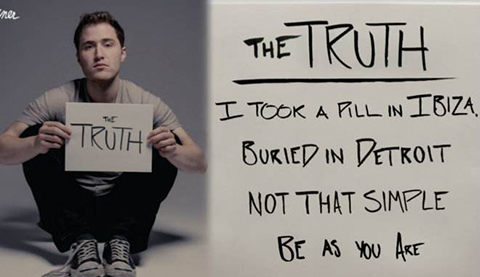 THE
TRUTH
THE TRUTH
I TOOK A PILL IN IBIZA.
BURIED IN DETROIT
NOT THAT SIMPLE
BE AS YOU ARE